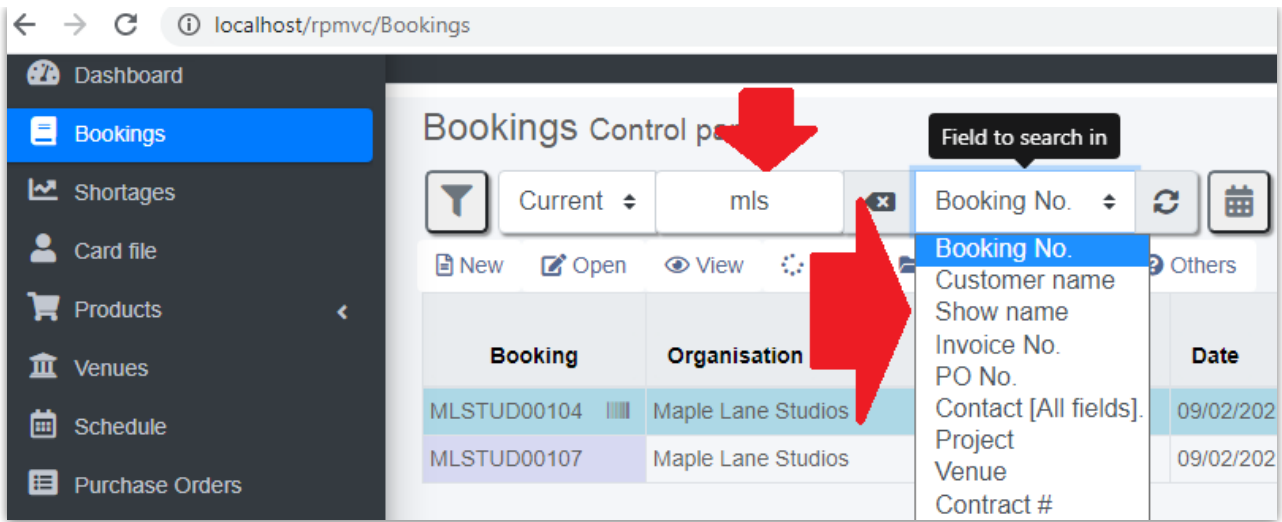 localhost/rpmvc/Bookings
Dashboard
Bookings
Shortages
Card file
Products
Venues
Schedule
Purchase Orders
Bookings Control
Field to search in
Current
mls
Booking No.
New
Open
View
Others
Booking No.
Customer name
Show name
Invoice No.
PO No.
Contact [All fields].
Project
Venue
Contract #
Booking
Organisation
Date
MLSTUD00104
Maple Lane Studios
09/02/202
MLSTUD00107
Maple Lane Studios
09/02/202